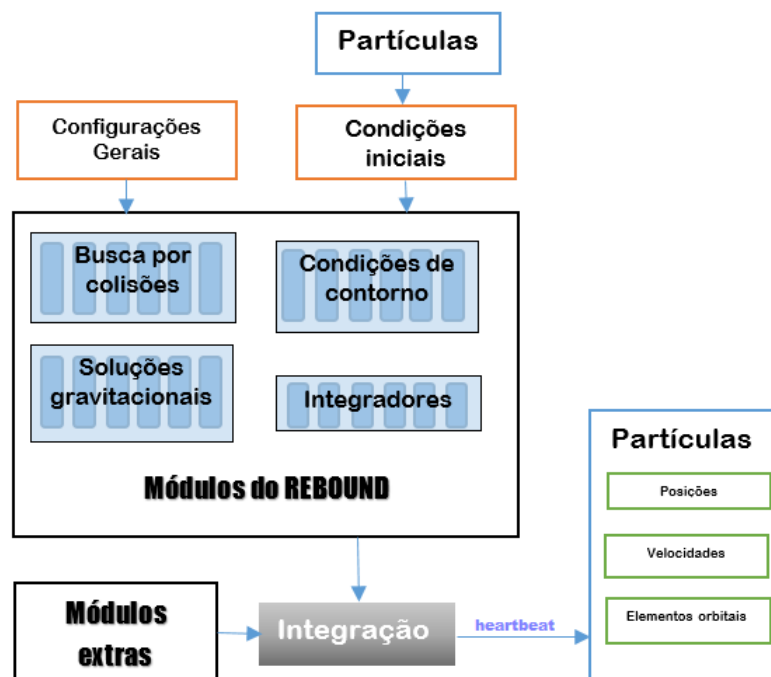 Partículas
Configurações
Gerais
Condições
iniciais
Busca por
colisões
Condições de
contorno
Soluções
gravitacionais
Integradores
Módulos do REBOUND
Módulos
extras
Integração
heartbeat
Partículas
Posições
Velocidades
Elementos orbitais